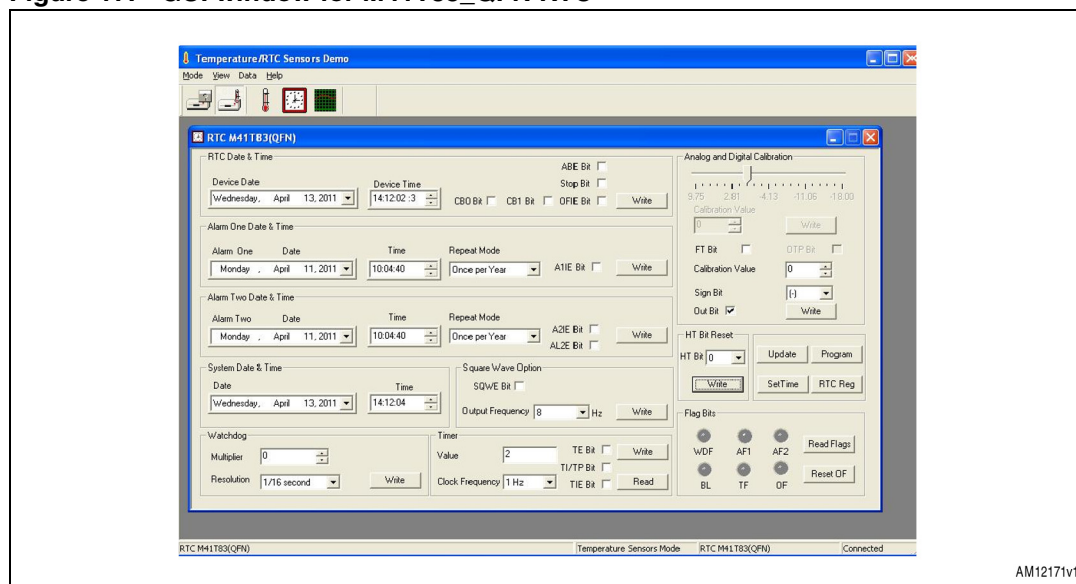 Temperature/RTC Sensors Demo
Mode View Data Help
RTC M41T83(QFN)
RTC Date & Time
ABE Bit
Device Date
Device Time
Stop Bit
Wednesday, April 13, 2011
14:12:02 :3
CB0 Bit
CB1 Bit
OFIE Bit
Write
Alarm One Date & Time
Alarm One Date
Time
Repeat Mode
Monday , April 11, 2011
10:04:40
Once per Year
A1IE Bit
Write
Alarm Two Date & Time
Alarm Two Date
Time
Repeat Mode
Monday , April 11, 2011
10:04:40
Once per Year
A2IE Bit
AL2E Bit
Write
System Date & Time
Date
Time
Wednesday, April 13, 2011
14:12:04
Square Wave Option
SQWE Bit
Output Frequency
8
Hz
Write
Watchdog
Multiplier
0
Resolution
1/16 second
Write
Timer
Value
2
TE Bit
Write
TI/TP Bit
Clock Frequency
1 Hz
TIE Bit
Read
Analog and Digital Calibration
9.75 2.81 -4.13 -11.06 -18.00
Calibration Value
0
Write
FT Bit
OTP Bit
Calibration Value
0
Sign Bit
(-)
Out Bit
Write
HT Bit Reset
HT Bit
0
Write
Update
Program
SetTime
RTC Reg
Flag Bits
WDF AF1 AF2
Read Flags
BL TF OF
Reset OF
RTC M41T83(QFN)
Temperature Sensors Mode
RTC M41T83(QFN)
Connected
AM12171v1